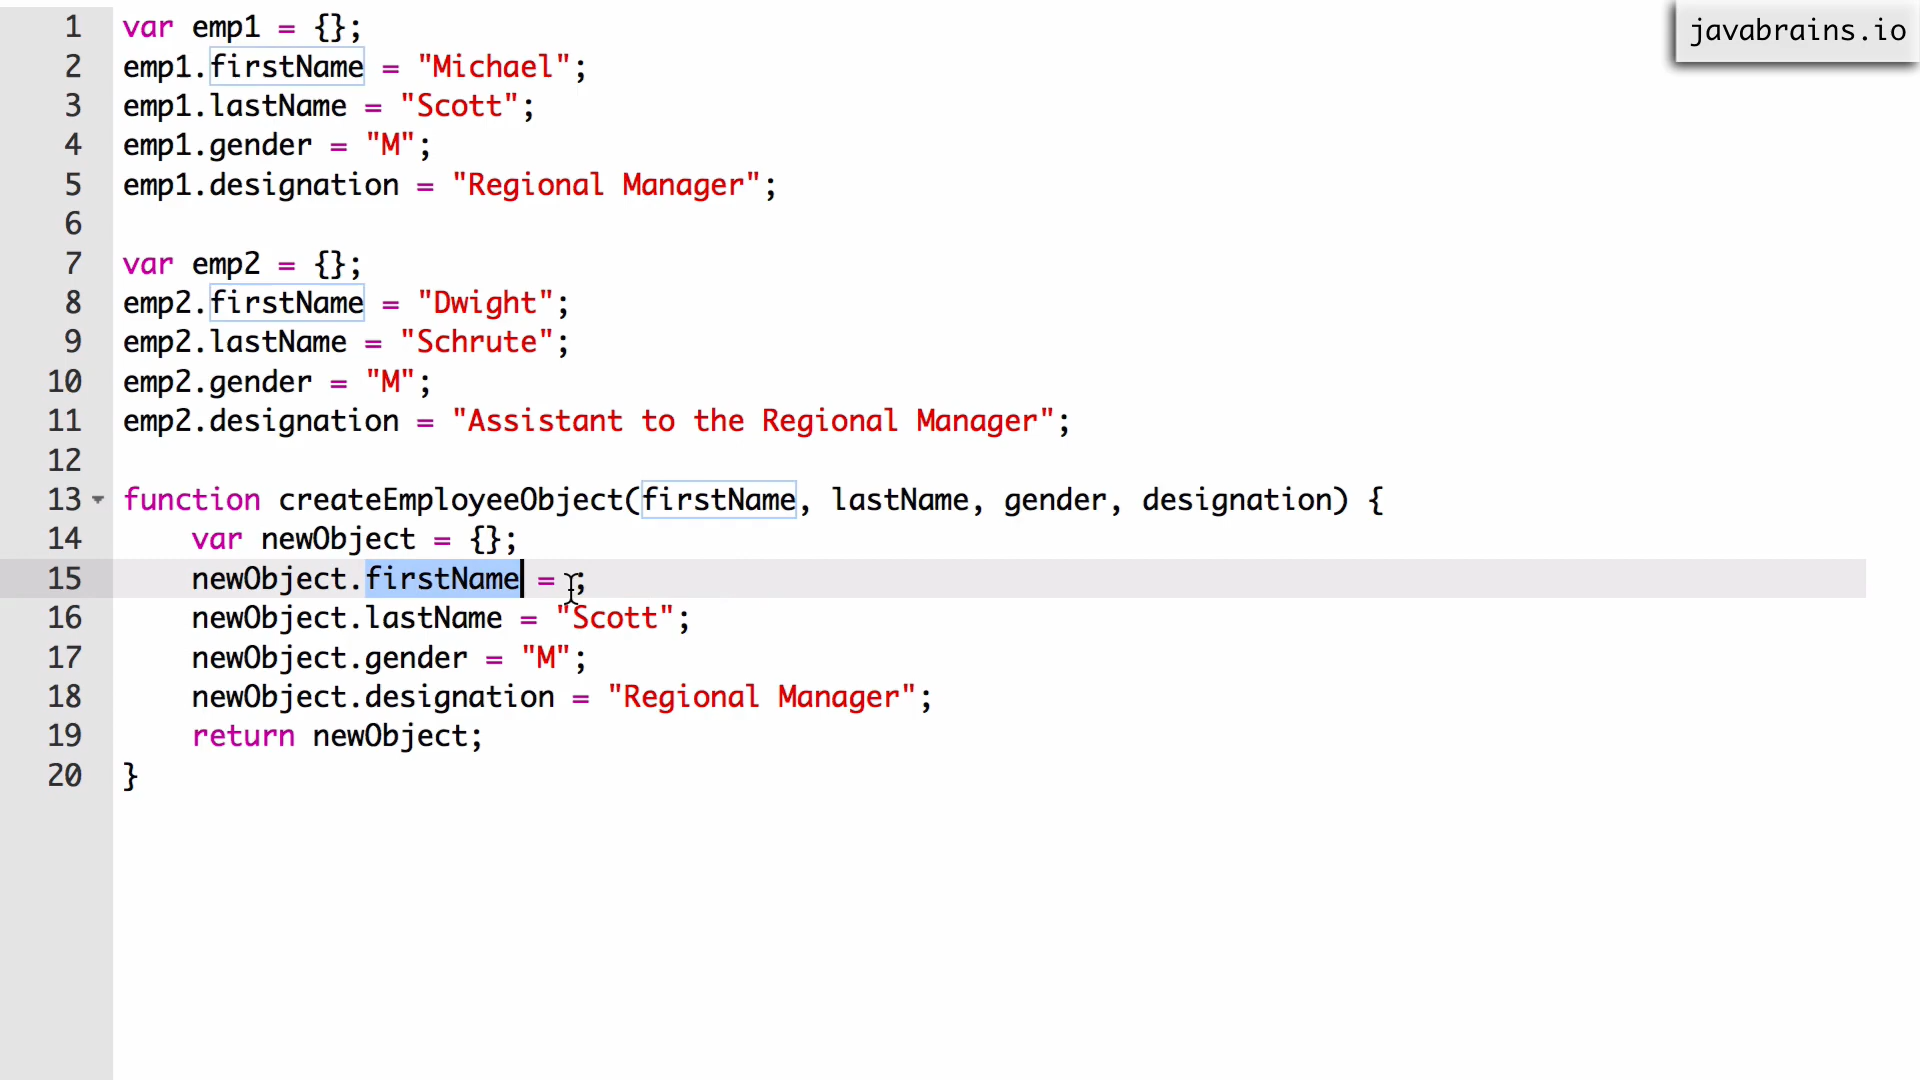 javabrains.io
1 var emp1 = {};
2 emp1.firstName = "Michael";
3 emp1.lastName = "Scott";
4 emp1.gender = "M";
5 emp1.designation = "Regional Manager";
6
7 var emp2 = {};
8 emp2.firstName = "Dwight";
9 emp2.lastName = "Schrute";
10 emp2.gender = "M";
11 emp2.designation = "Assistant to the Regional Manager";
12
13 function createEmployeeObject(firstName, lastName, gender, designation) {
14     var newObject = {};
15     newObject.firstName = ;
16     newObject.lastName = "Scott";
17     newObject.gender = "M";
18     newObject.designation = "Regional Manager";
19     return newObject;
20 }